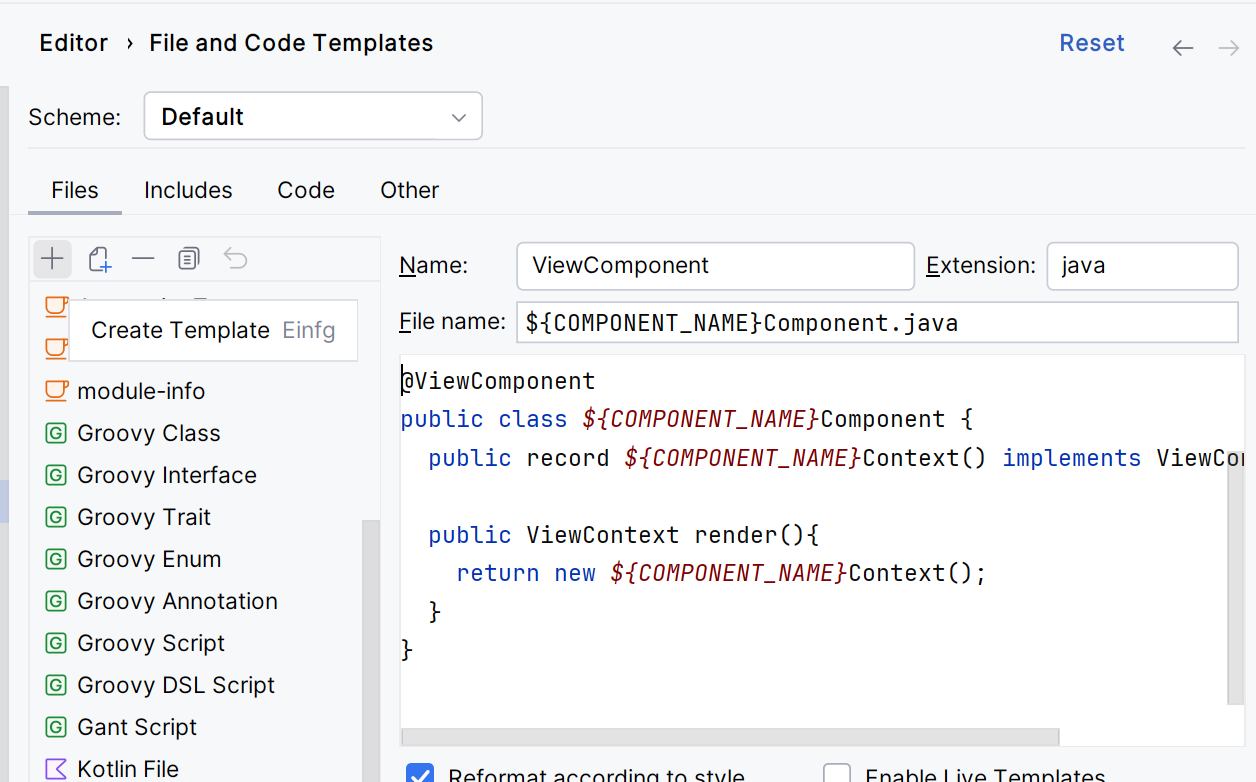 Editor › File and Code Templates
Reset
Scheme: Default
Files Includes Code Other
Create Template Einfg
module-info
Groovy Class
Groovy Interface
Groovy Trait
Groovy Enum
Groovy Annotation
Groovy Script
Groovy DSL Script
Gant Script
Kotlin File
Name: ViewComponent
Extension: java
File name: ${COMPONENT_NAME}Component.java
@ViewComponent
public class ${COMPONENT_NAME}Component {
public record ${COMPONENT_NAME}Context() implements ViewCon
public ViewContext render(){
return new ${COMPONENT_NAME}Context();
}
}
Reformat according to style
Enable Live Templates